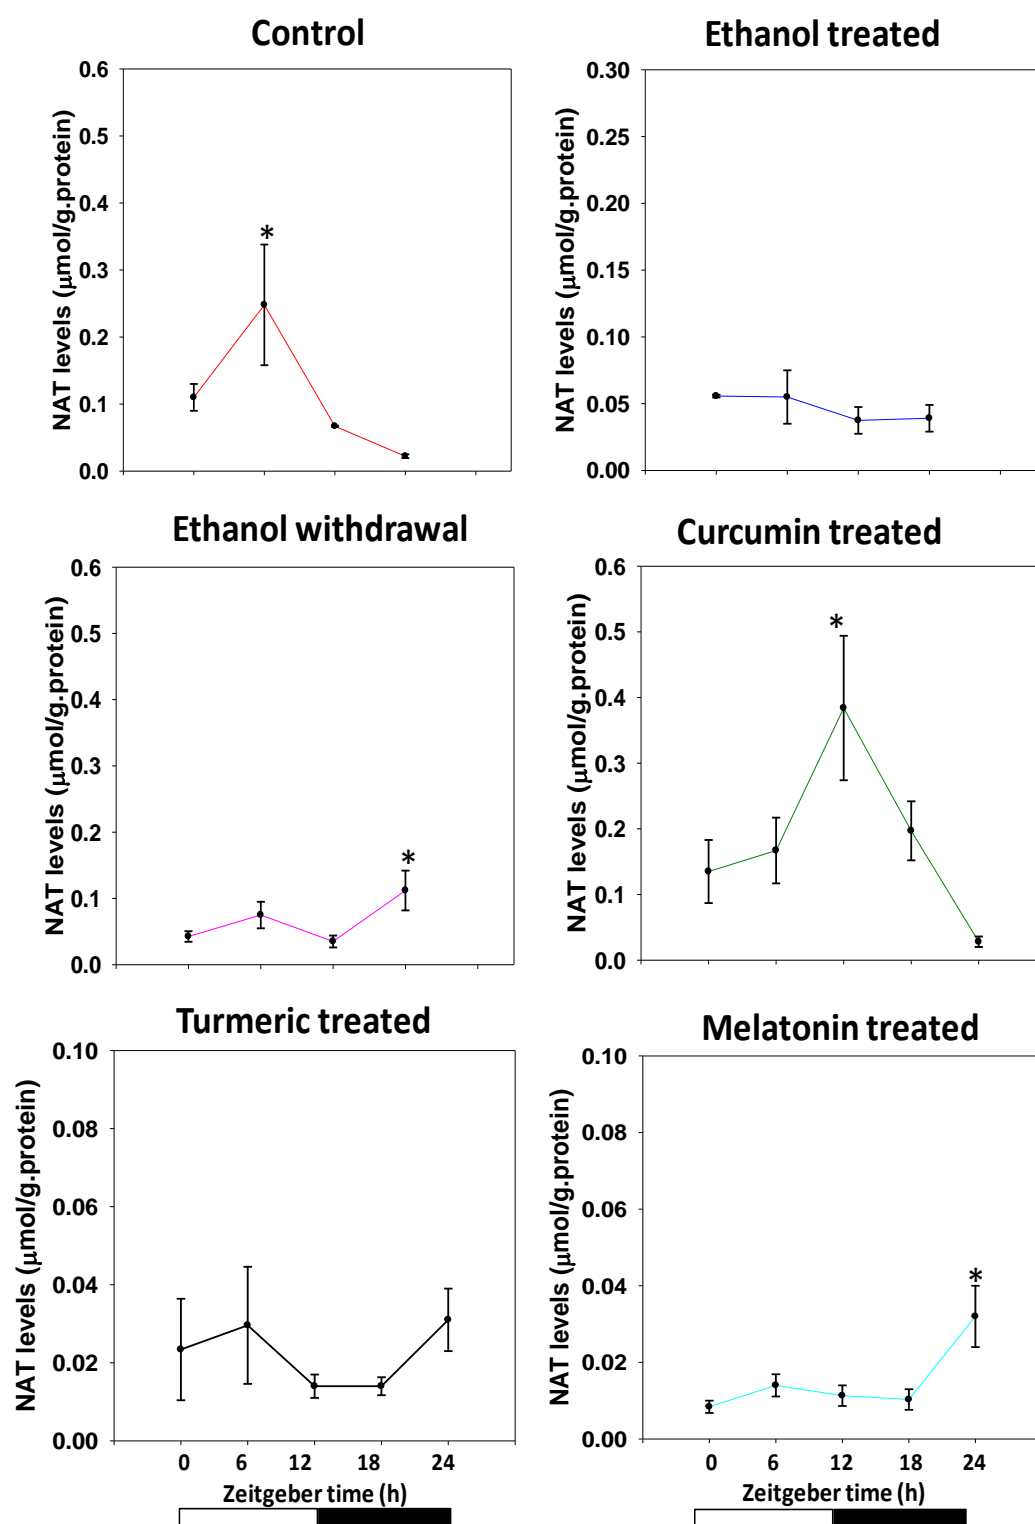 Control
NAT levels (μmol/g.protein)
0.6
0.5
0.4
0.3
0.2
0.1
0.0
*
Ethanol treated
NAT levels (μmol/g.protein)
0.30
0.25
0.20
0.15
0.10
0.05
0.00
Ethanol withdrawal
NAT levels (μmol/g.protein)
0.6
0.5
0.4
0.3
0.2
0.1
0.0
*
Curcumin treated
NAT levels (μmol/g.protein)
0.6
0.5
0.4
0.3
0.2
0.1
0.0
*
Turmeric treated
NAT levels (μmol/g.protein)
0.10
0.08
0.06
0.04
0.02
0.00
0 6 12 18 24
Zeitgeber time (h)
Melatonin treated
NAT levels (μmol/g.protein)
0.10
0.08
0.06
0.04
0.02
0.00
*
0 6 12 18 24
Zeitgeber time (h)